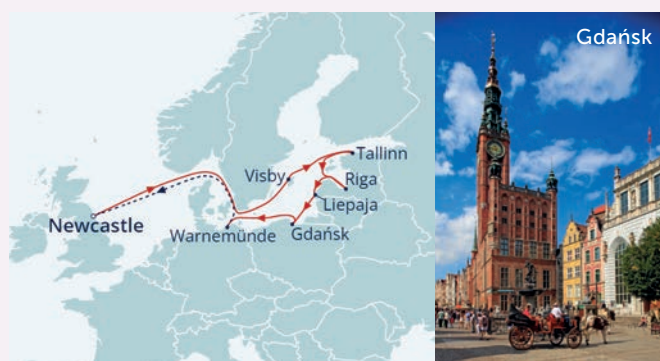 Newcastle
Visby
Tallinn
Riga
Liepaja
Gdańsk
Warnemünde
Gdańsk